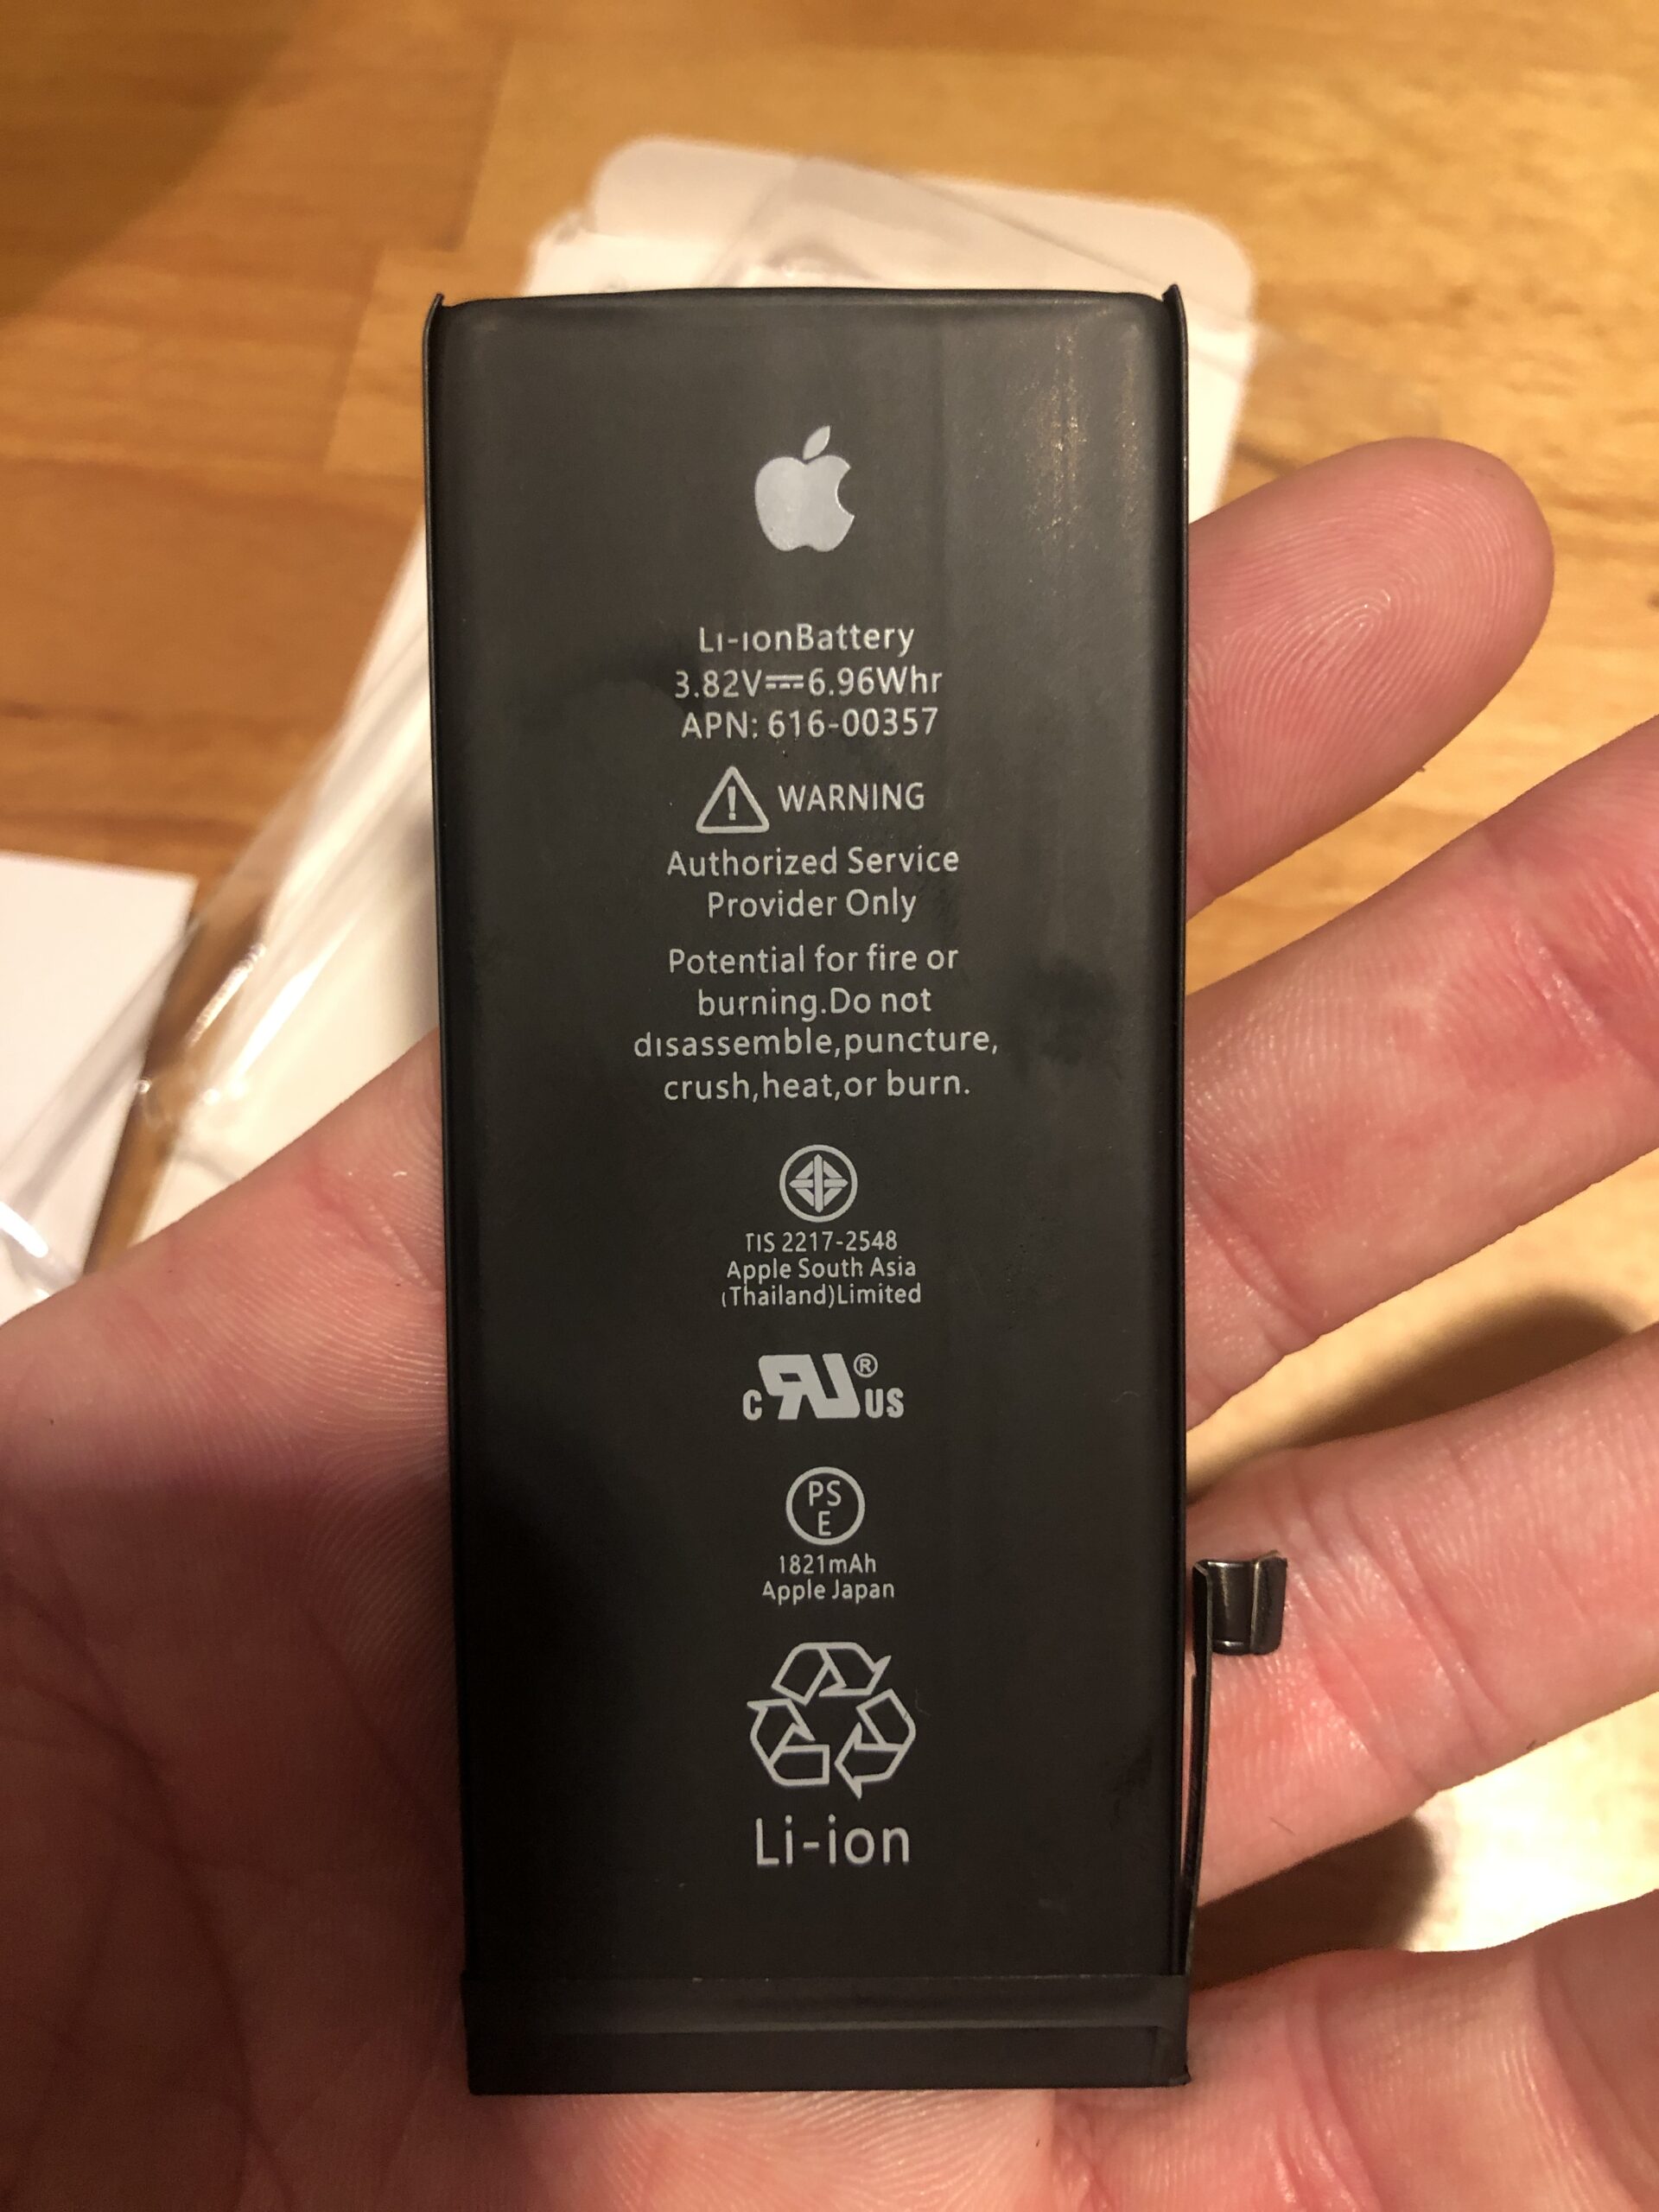 Li-ionBattery
3.82V⎓6.96Whr
APN: 616-00357
WARNING
Authorized Service
Provider Only
Potential for fire or
burning.Do not
disassemble,puncture,
crush,heat,or burn.
TIS 2217-2548
Apple South Asia
(Thailand)Limited
c RU ® US
PS
E
1821mAh
Apple Japan
Li-ion